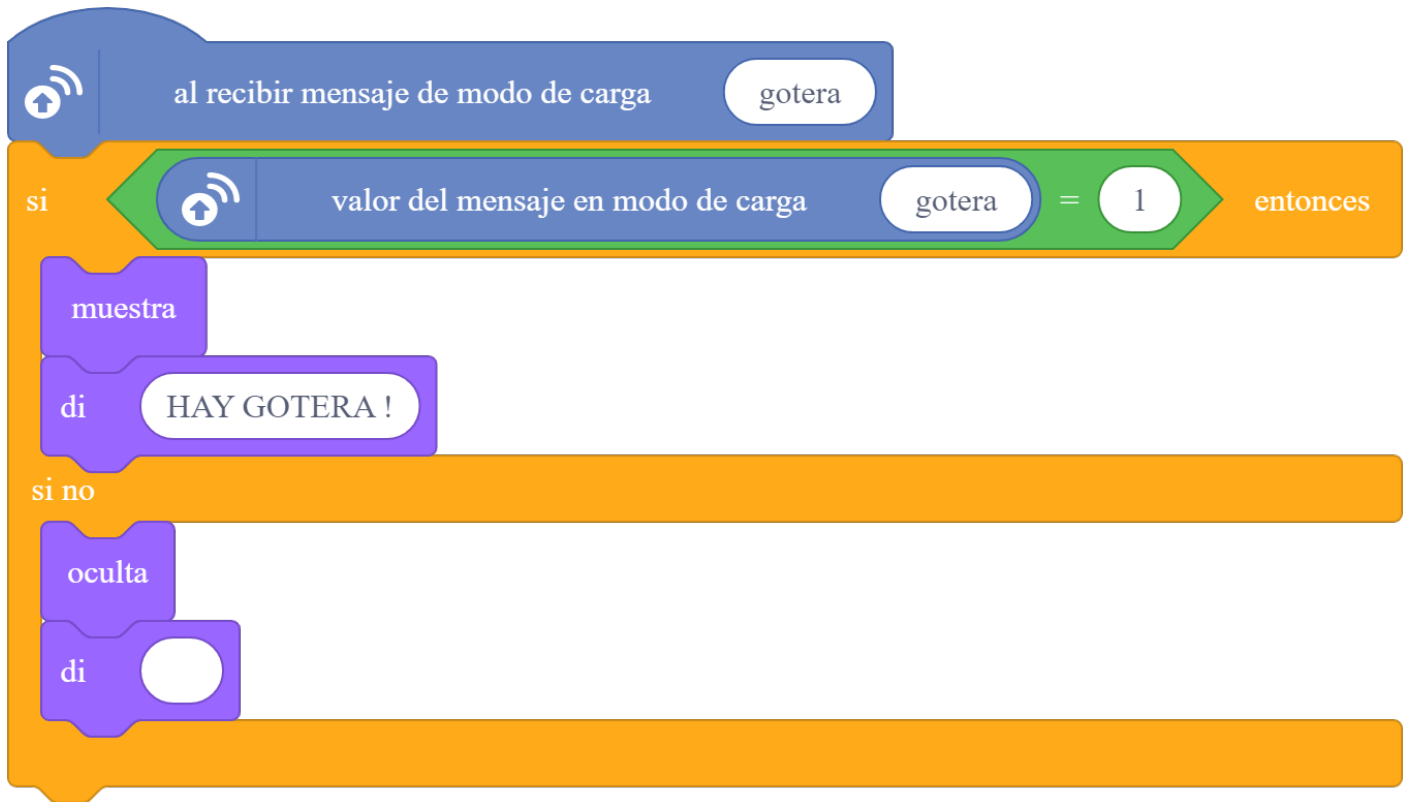 al recibir mensaje de modo de carga gotera
si valor del mensaje en modo de carga gotera = 1 entonces
muestra
di HAY GOTERA !
si no
oculta
di